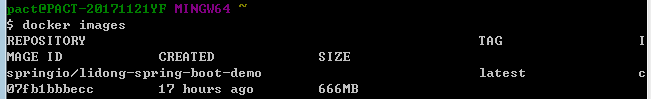 pact@PACT-20171121YF MINGW64 ~
$ docker images
REPOSITORY TAG I
MAGE ID CREATED SIZE
springio/lidong-spring-boot-demo latest c
07fb1bbbecc 17 hours ago 666MB